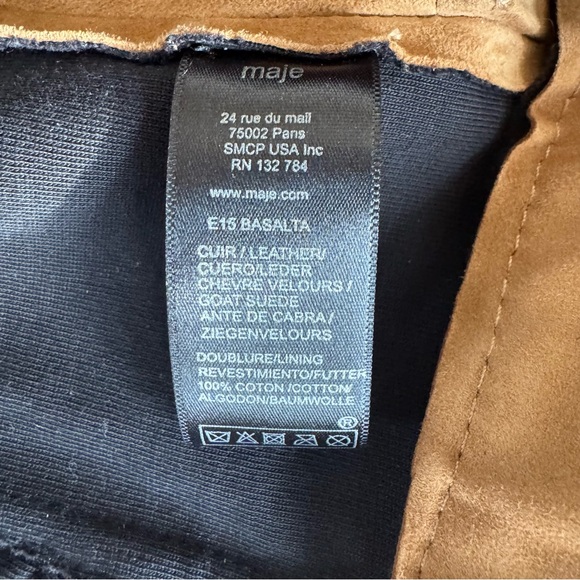 maje
24 rue du mail
75002 Paris
SMCP USA Inc
RN 132 784
www.maje.com
E15 BASALTA
CUIR / LEATHER/
CUERO/LEDER
CHEVRE VELOURS /
GOAT SUEDE
ANTE DE CABRA/
ZIEGENVELOURS
DOUBLURE/LINING
REVESTIMIENTO/FUTTER
100% COTON /COTTON/
ALGODON/BAUMWOLLE
®